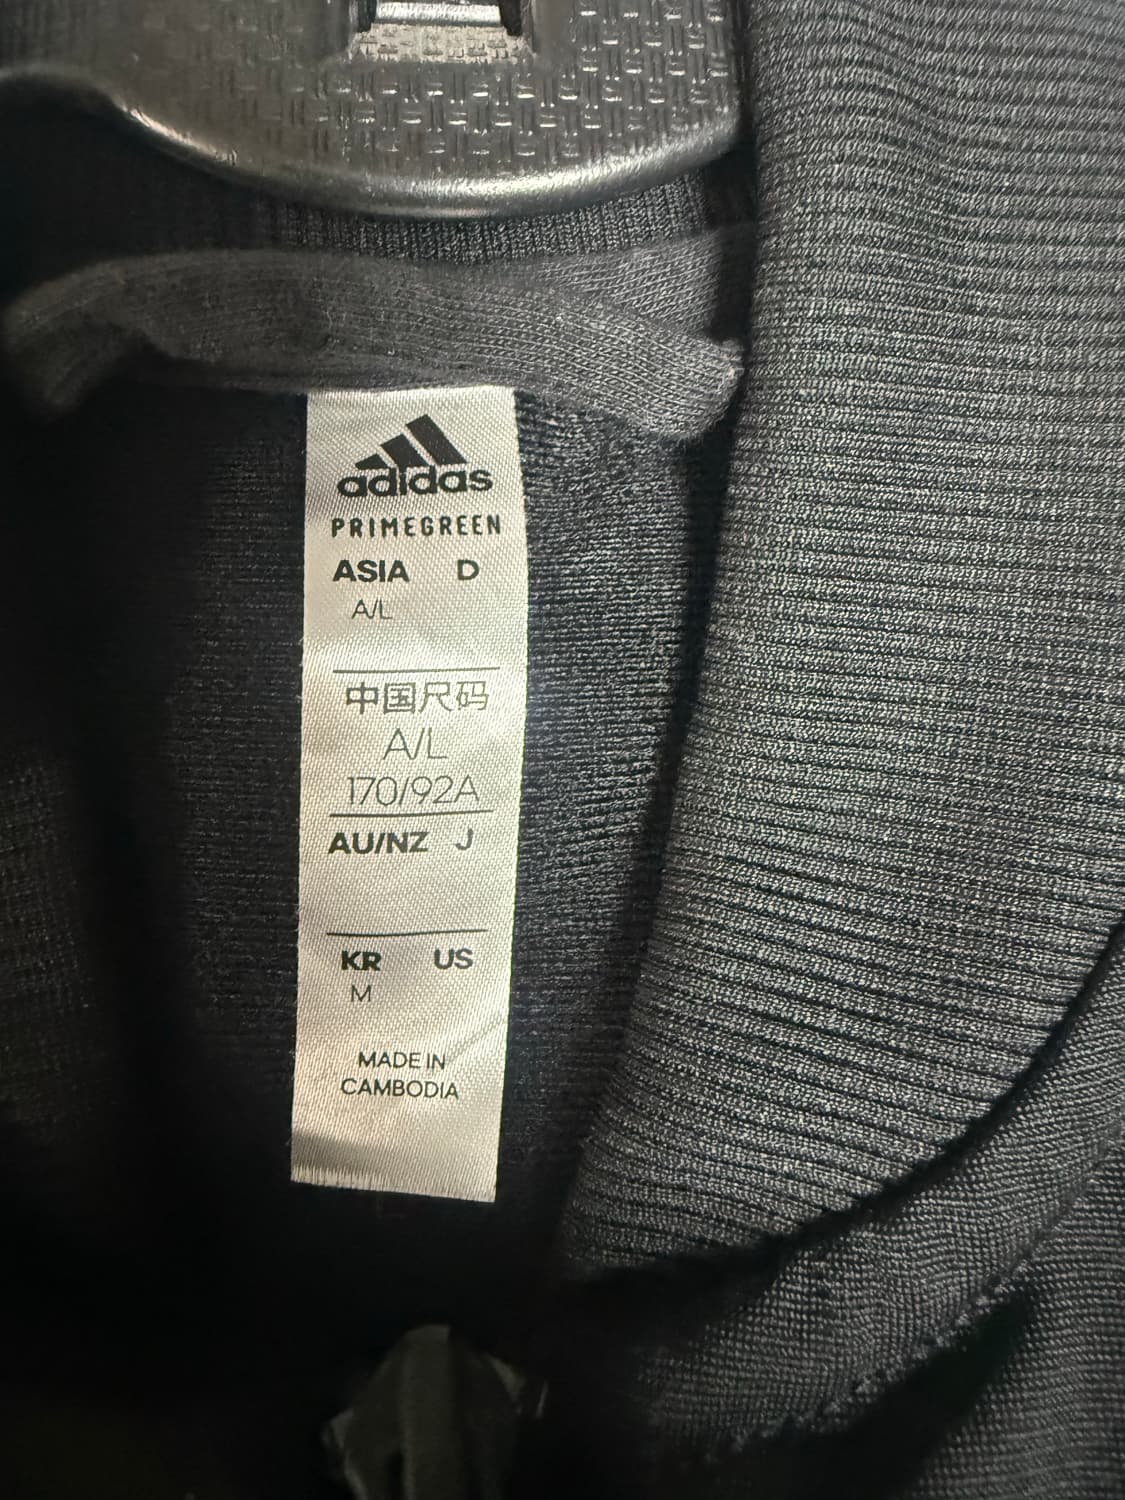 adidas
PRIMEGREEN
ASIA D
A/L
中国尺码
A/L
170/92A
AU/NZ J
KR US
M
MADE IN
CAMBODIA